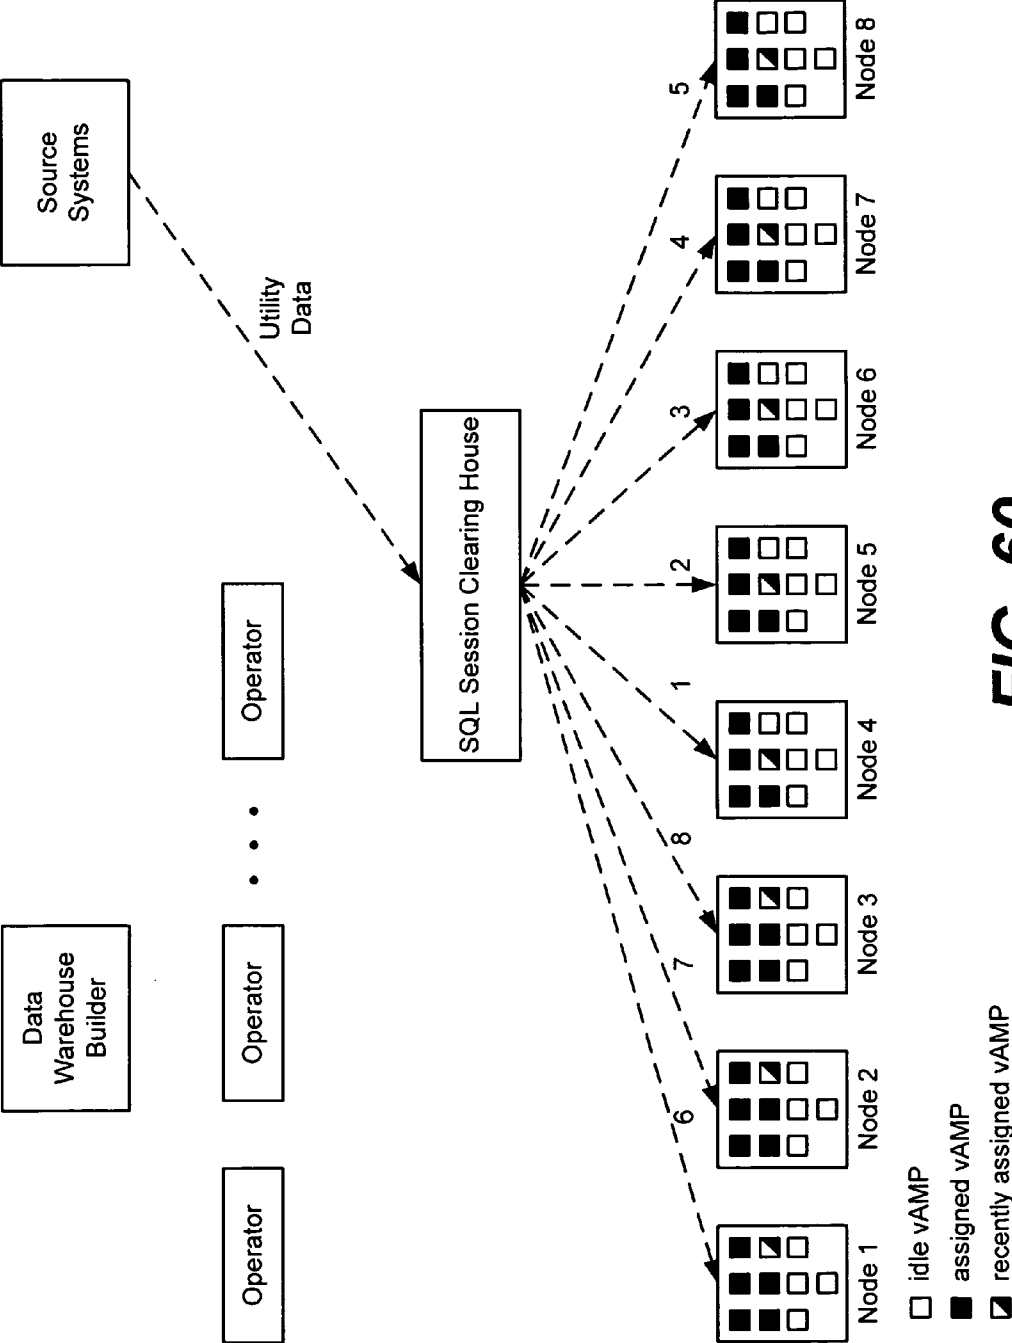 Data
Warehouse
Builder
Source
Systems
Operator
Operator
Operator
Utility
Data
SQL Session Clearing House
6
7
8
1
2
3
4
5
Node 1
Node 2
Node 3
Node 4
Node 5
Node 6
Node 7
Node 8
idle vAMP
assigned vAMP
recently assigned vAMP
FIG